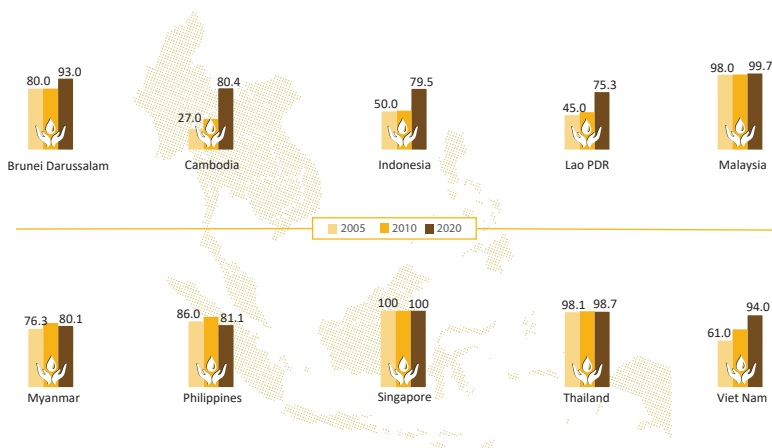 80.0 93.0
Brunei Darussalam
27.0 80.4
Cambodia
50.0 79.5
Indonesia
45.0 75.3
Lao PDR
98.0 99.7
Malaysia
2005 2010 2020
76.3 80.1
Myanmar
86.0 81.1
Philippines
100 100
Singapore
98.1 98.7
Thailand
61.0 94.0
Viet Nam